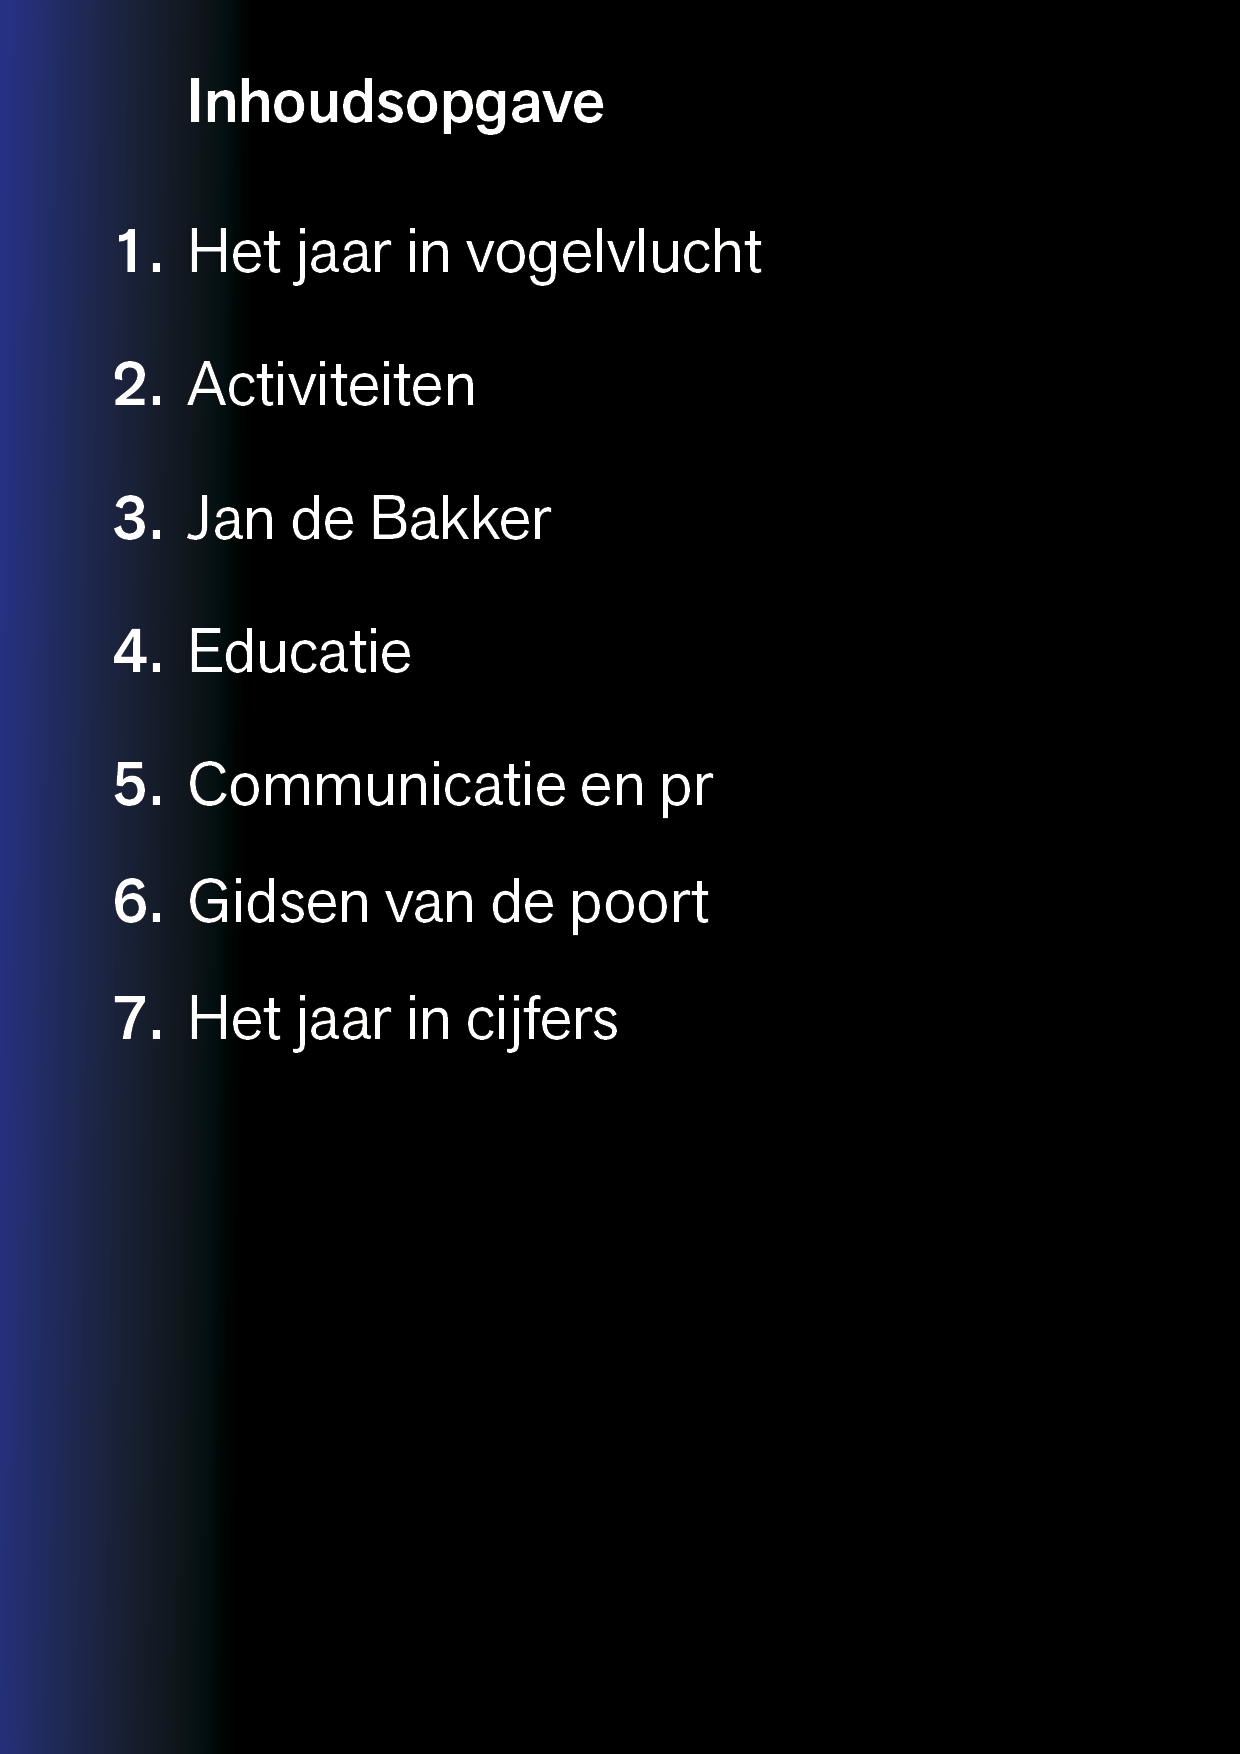 Inhoudsopgave
1. Het jaar in vogelvlucht
2. Activiteiten
3. Jan de Bakker
4. Educatie
5. Communicatie en pr
6. Gidsen van de poort
7. Het jaar in cijfers